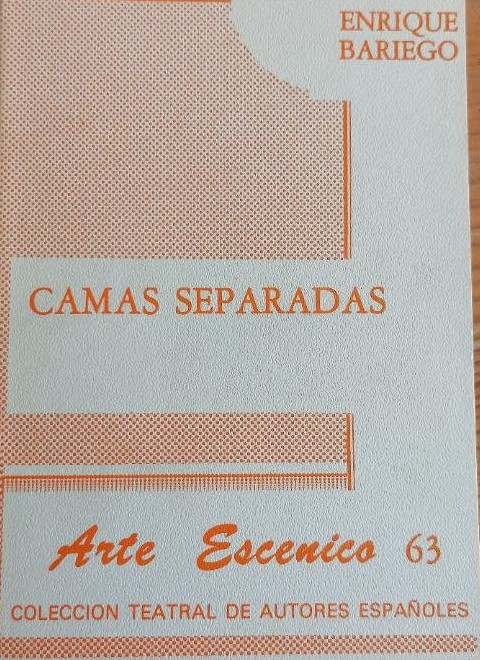 ENRIQUE
BARIEGO
CAMAS SEPARADAS
Arte Escenico 63
COLECCION TEATRAL DE AUTORES ESPAÑOLES